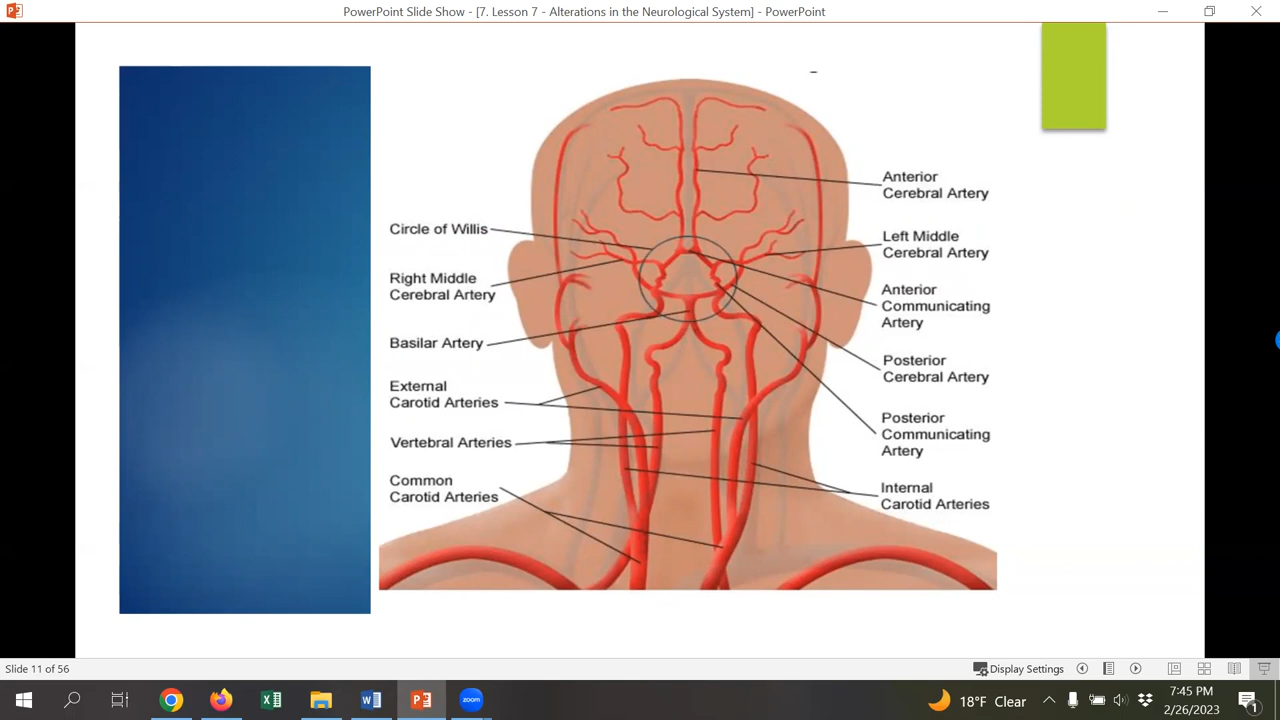 PowerPoint Slide Show - [7. Lesson 7 - Alterations in the Neurological System] - PowerPoint
Circle of Willis
Right Middle
Cerebral Artery
Basilar Artery
External
Carotid Arteries
Vertebral Arteries
Common
Carotid Arteries
Anterior
Cerebral Artery
Left Middle
Cerebral Artery
Anterior
Communicating
Artery
Posterior
Cerebral Artery
Posterior
Communicating
Artery
Internal
Carotid Arteries
Slide 11 of 56
Display Settings
zoom
18°F Clear
7:45 PM
2/26/2023
1